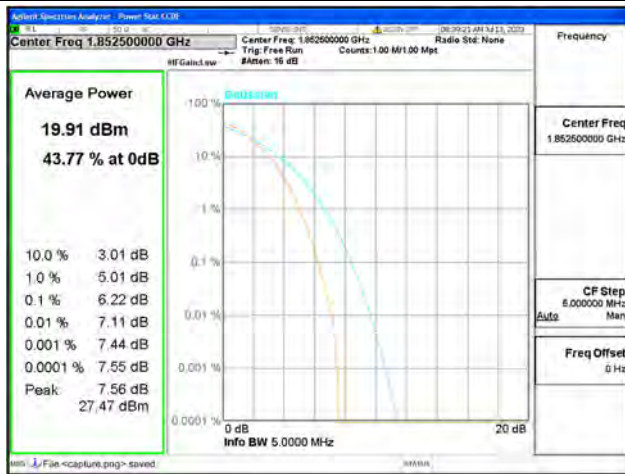 Agilent Spectrum Analyzer - Power Stat CCDF
Center Freq 1.852500000 GHz
Center Freq: 1.852500000 GHz
Radio Std: None
Trig: Free Run
Counts:1.00 M/1.00 Mpt
#IFGain:Low
#Atten: 16 dB
Frequency
Average Power
19.91 dBm
43.77 % at 0dB
10.0 % 3.01 dB
1.0 % 5.01 dB
0.1 % 6.22 dB
0.01 % 7.11 dB
0.001 % 7.44 dB
0.0001 % 7.55 dB
Peak 7.56 dB
27.47 dBm
Gaussian
100 %
10 %
1 %
0.1 %
0.01 %
0.001 %
0.0001 %
0 dB
20 dB
Info BW 5.0000 MHz
Center Freq
1.852500000 GHz
CF Step
5.000000 MHz
Auto Man
Freq Offset
0 Hz
MSG File <capture.png> saved
STATUS